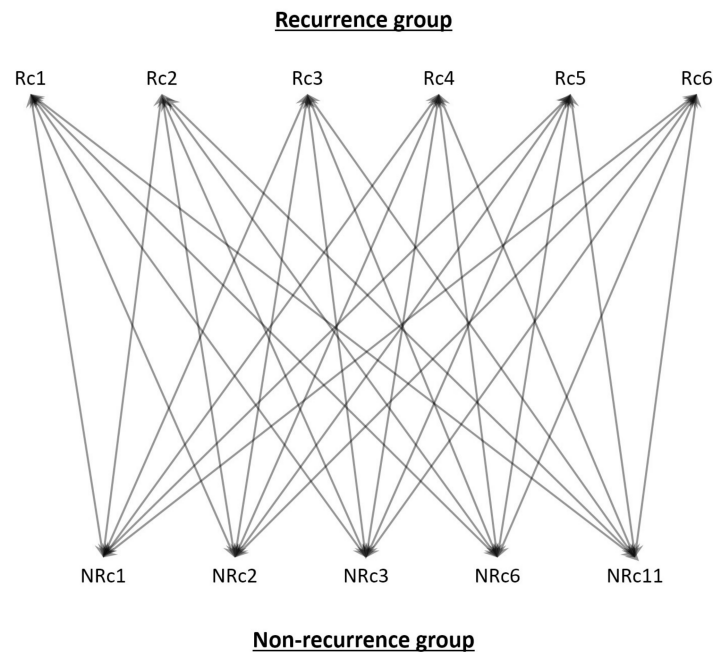 Recurrence group
Rc1 Rc2 Rc3 Rc4 Rc5 Rc6
NRc1 NRc2 NRc3 NRc6 NRc11
Non-recurrence group